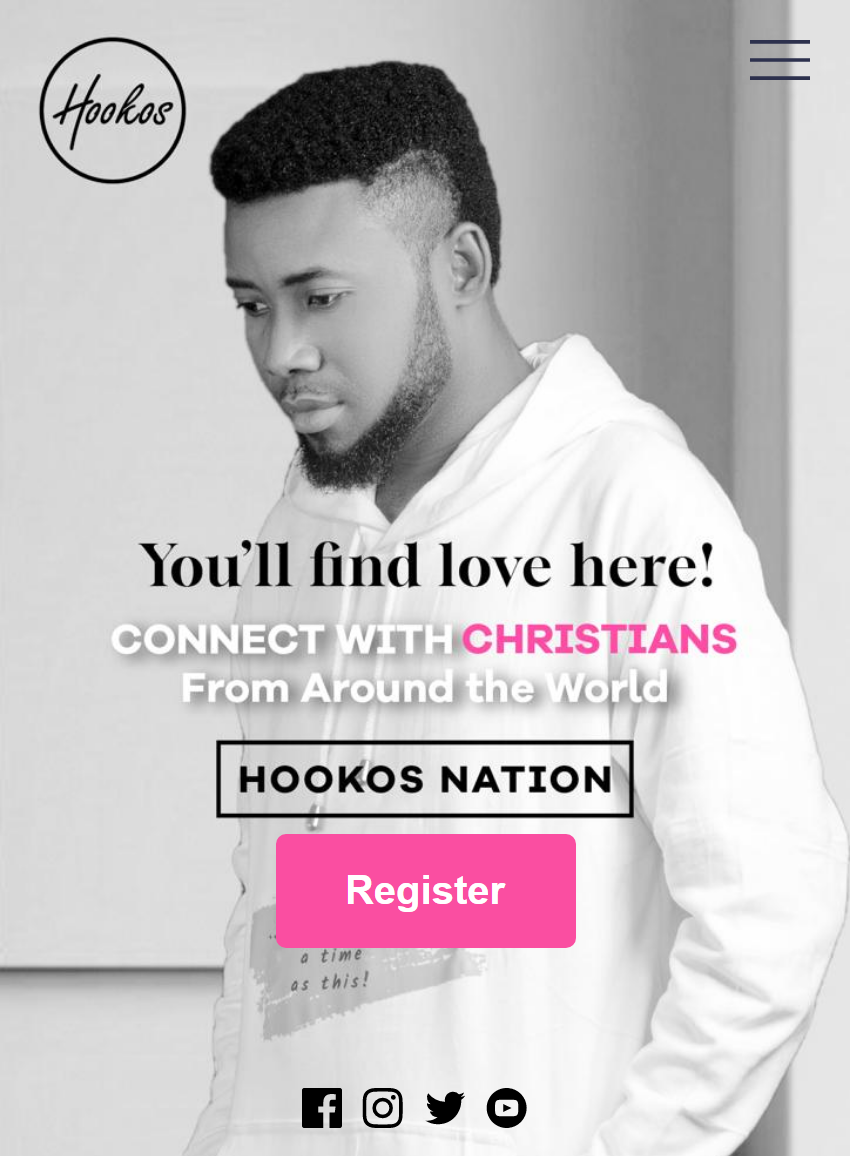 Hookos
You'll find love here!
CONNECT WITH CHRISTIANS
From Around the World
HOOKOS NATION
Register
a time
as this!